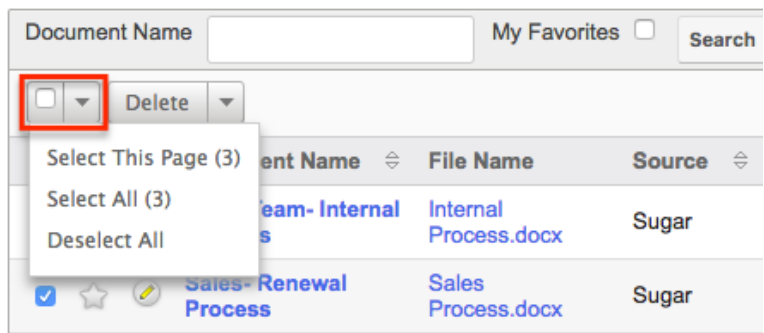 Document Name
My Favorites
Search
Delete
Select This Page (3)
Select All (3)
Deselect All
ent Name
File Name
Source
eam- Internal
s
Internal
Process.docx
Sugar
Sales- Renewal
Process
Sales
Process.docx
Sugar